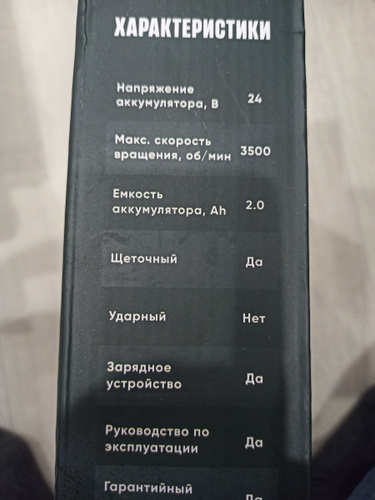 ХАРАКТЕРИСТИКИ
Напряжение
аккумулятора, В 24
Макс. скорость
вращения, об/мин 3500
Емкость
аккумулятора, Ah 2.0
Щеточный Да
Ударный Нет
Зарядное
устройство Да
Руководство по
эксплуатации Да
Гарантийный
Да